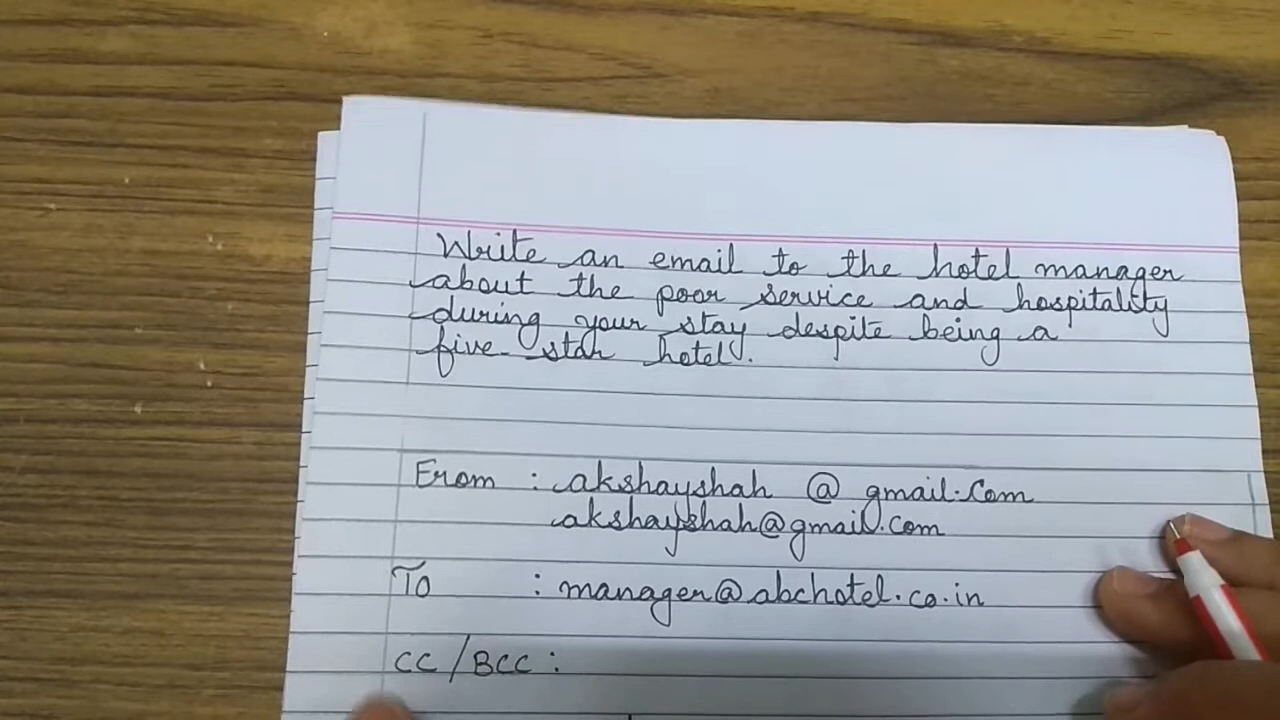 Write an email to the hotel manager
about the poor service and hospitality
during your stay despite being a
five-star hotel.
From : akshayshah @ gmail.com
akshayshah@gmail.com
To : manager@abchotel.co.in
CC/BCC :